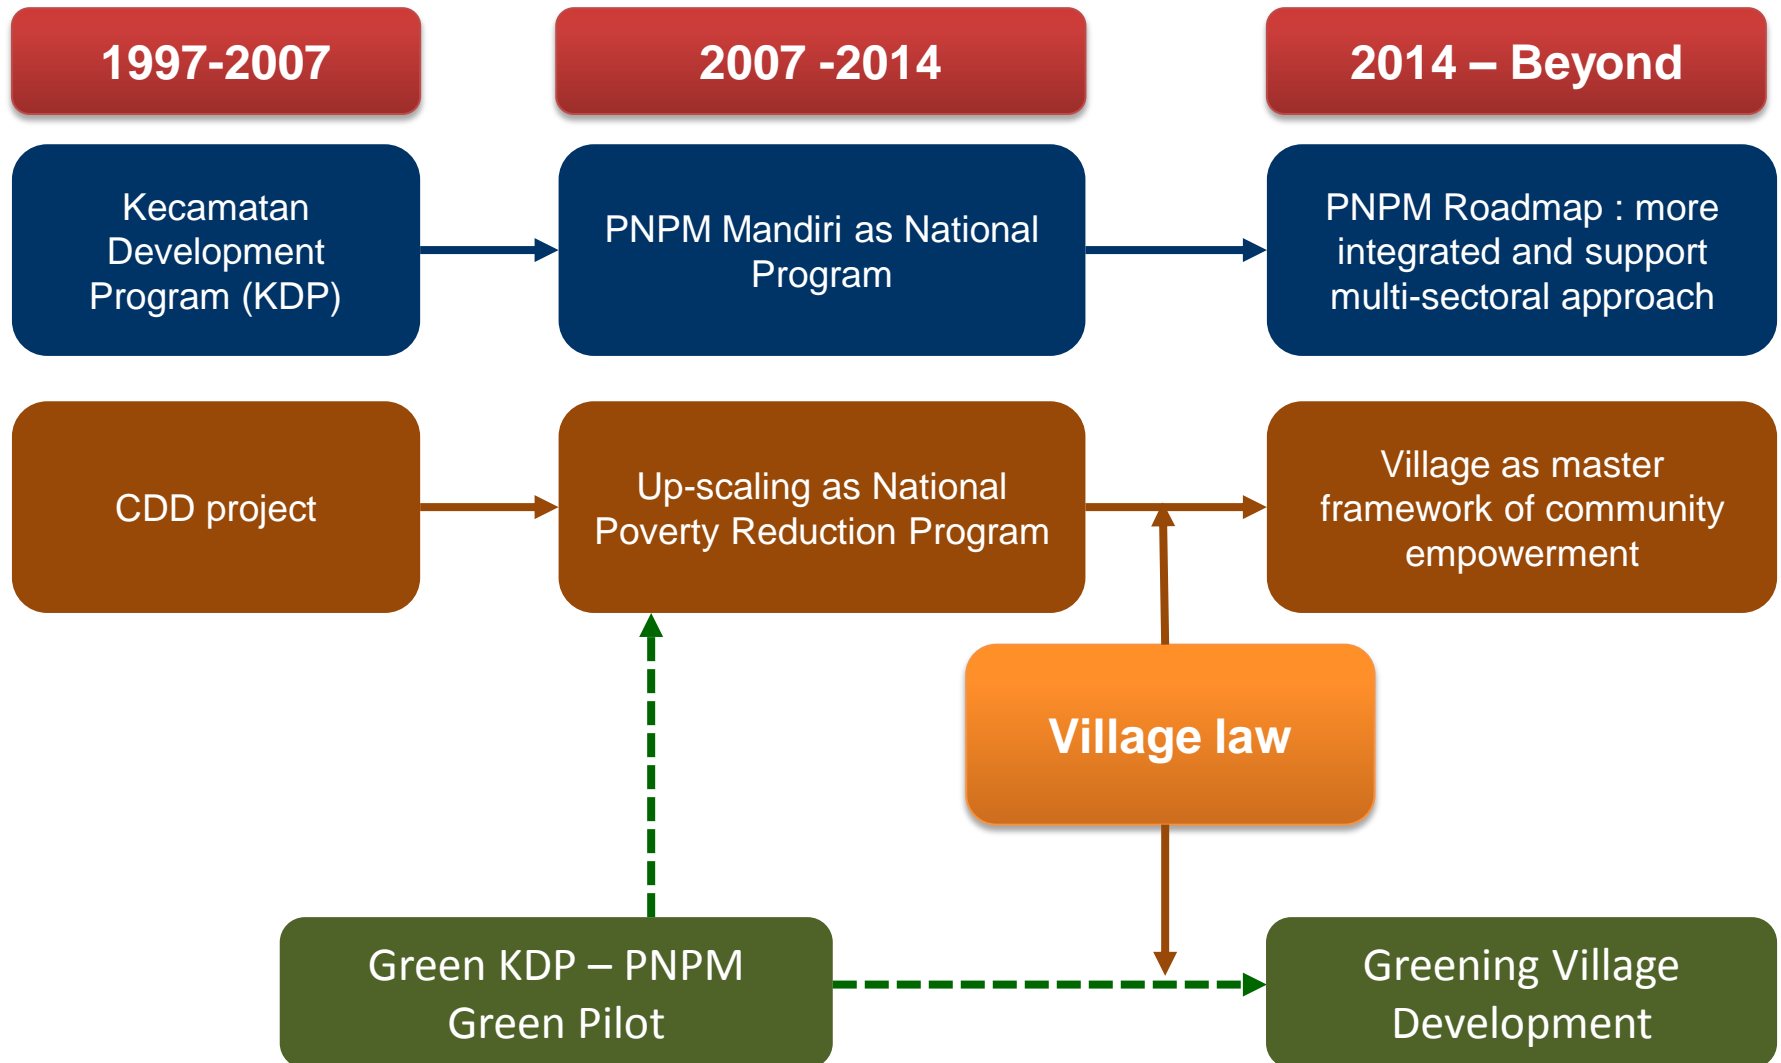 1997-2007
2007 -2014
2014 – Beyond
Kecamatan
Development
Program (KDP)
PNPM Mandiri as National
Program
PNPM Roadmap : more
integrated and support
multi-sectoral approach
CDD project
Up-scaling as National
Poverty Reduction Program
Village as master
framework of community
empowerment
Village law
Green KDP – PNPM
Green Pilot
Greening Village
Development